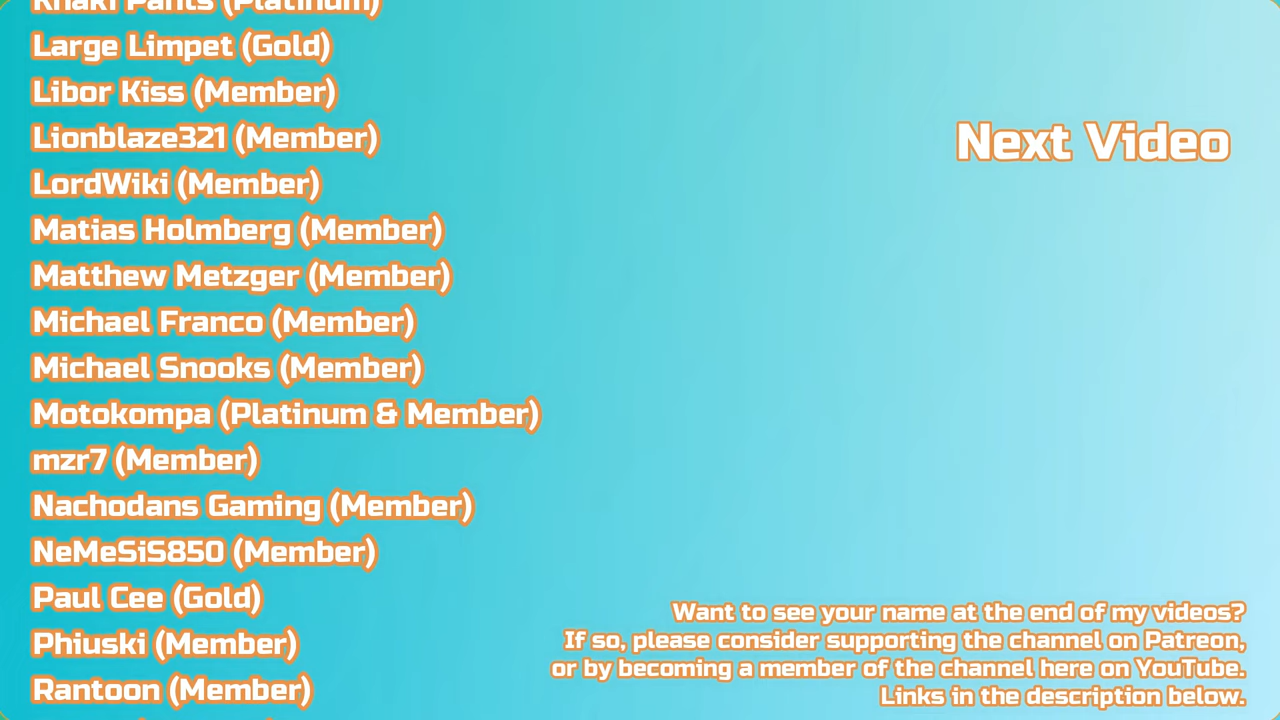 Khaki Pants (Platinum)
Large Limpet (Gold)
Libor Kiss (Member)
Lionblaze321 (Member)
LordWiki (Member)
Matias Holmberg (Member)
Matthew Metzger (Member)
Michael Franco (Member)
Michael Snooks (Member)
Motokompa (Platinum & Member)
mzr7 (Member)
Nachodans Gaming (Member)
NeMeSiS850 (Member)
Paul Cee (Gold)
Phiuski (Member)
Rantoon (Member)
Next Video
Want to see your name at the end of my videos?
If so, please consider supporting the channel on Patreon,
or by becoming a member of the channel here on YouTube.
Links in the description below.